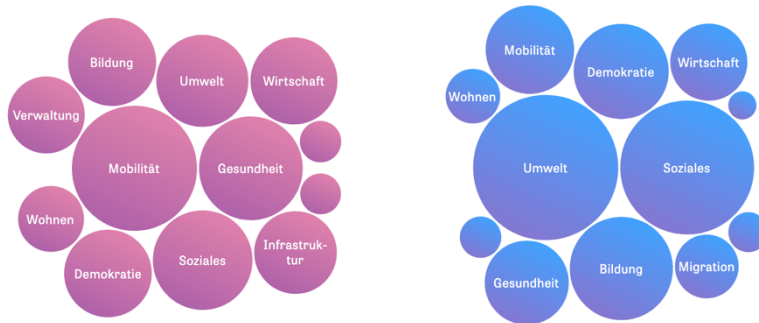 Bildung
Umwelt
Wirtschaft
Verwaltung
Mobilität
Gesundheit
Wohnen
Demokratie
Soziales
Infrastruk-
tur
Mobilität
Demokratie
Wirtschaft
Wohnen
Umwelt
Soziales
Gesundheit
Bildung
Migration